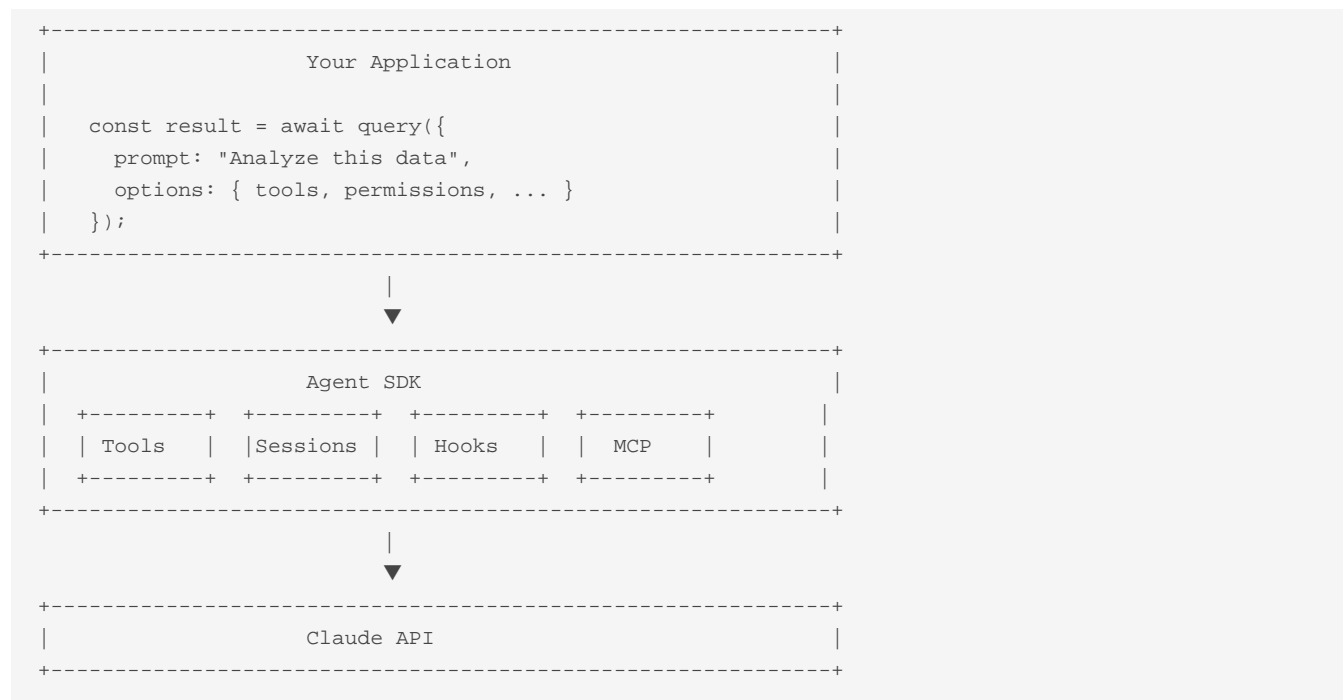 +-------------------------------------------------------------+
| Your Application |
| |
| const result = await query({ |
| prompt: "Analyze this data", |
| options: { tools, permissions, ... } |
| }); |
+-------------------------------------------------------------+
|
▼
+-------------------------------------------------------------+
| Agent SDK |
| +---------+ +---------+ +---------+ +---------+ |
| | Tools | |Sessions | | Hooks | | MCP | |
| +---------+ +---------+ +---------+ +---------+ |
+-------------------------------------------------------------+
|
▼
+-------------------------------------------------------------+
| Claude API |
+-------------------------------------------------------------+